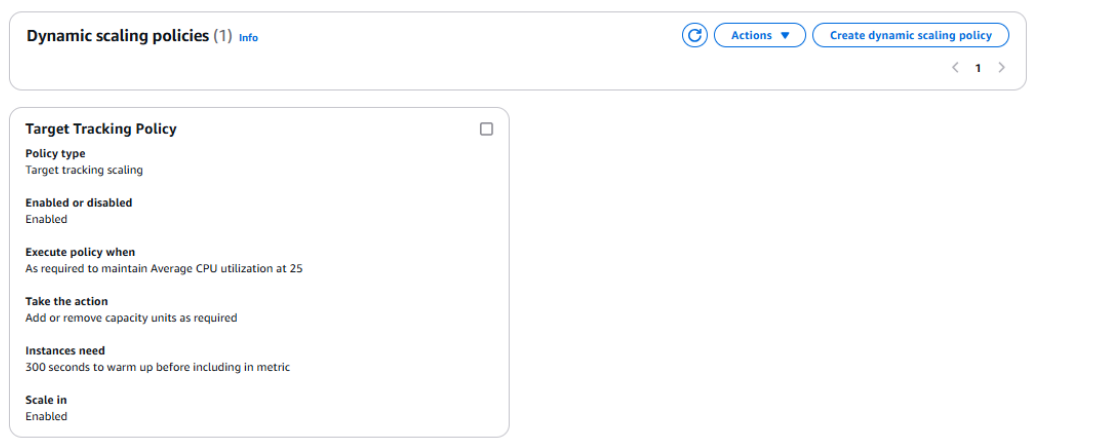 Dynamic scaling policies (1) Info
Actions
Create dynamic scaling policy
1
Target Tracking Policy
Policy type
Target tracking scaling
Enabled or disabled
Enabled
Execute policy when
As required to maintain Average CPU utilization at 25
Take the action
Add or remove capacity units as required
Instances need
300 seconds to warm up before including in metric
Scale in
Enabled